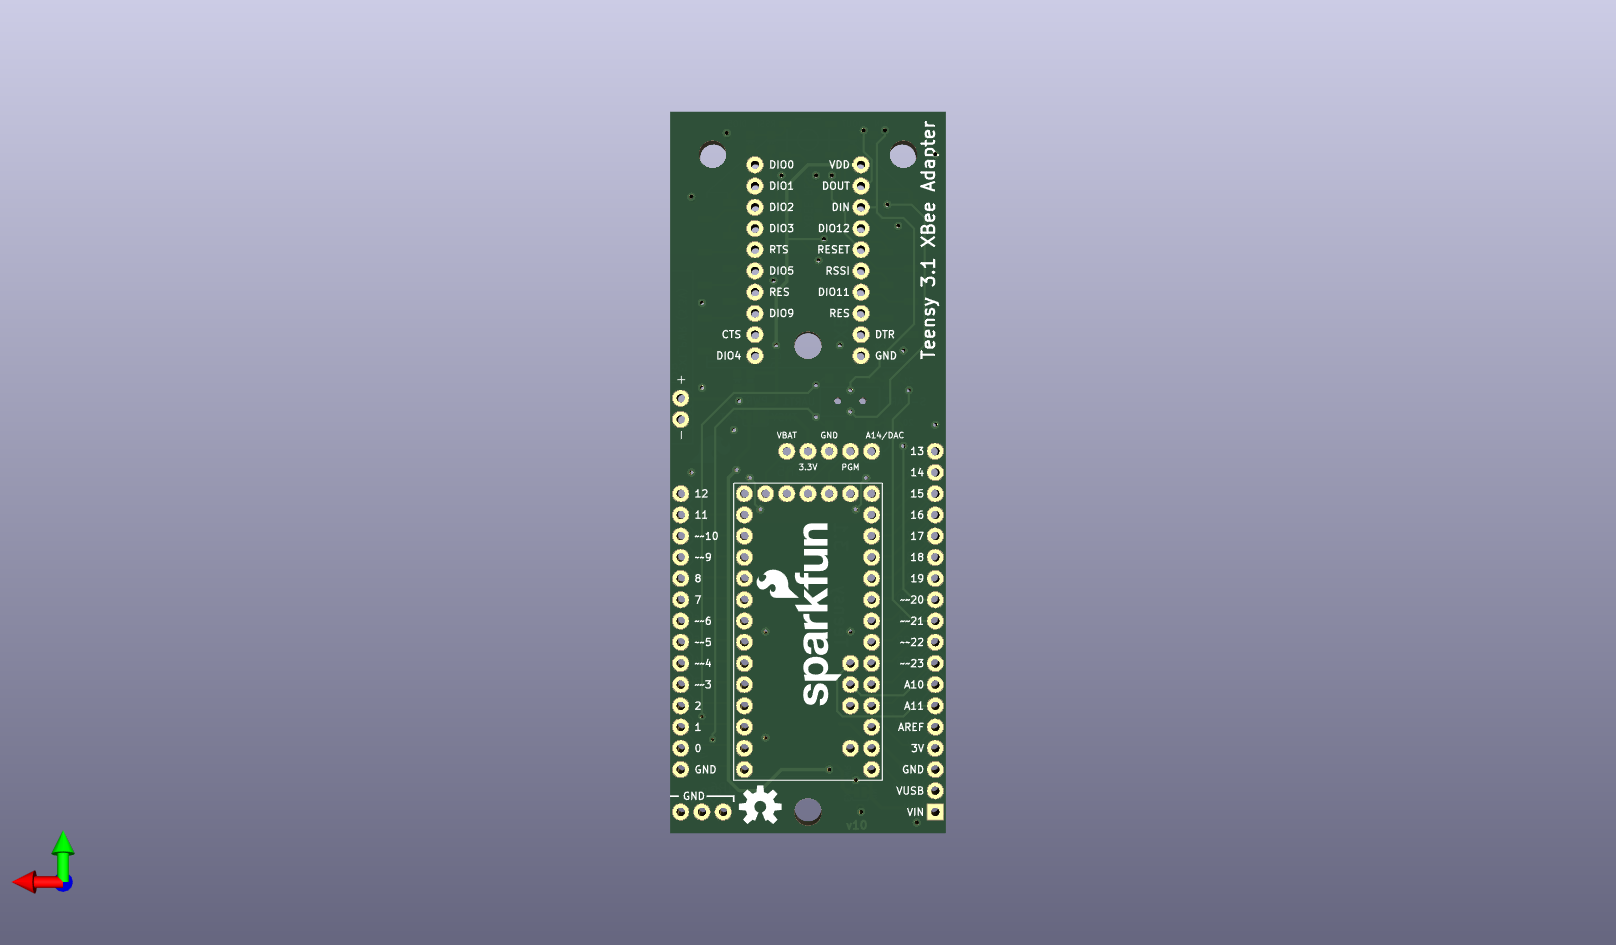 DIO0 VDD
DIO1 DOUT
DIO2 DIN
DIO3 DIO12
RTS RESET
DIO5 RSSI
RES DIO11
DIO9 RES
CTS DTR
DIO4 GND
Teensy 3.1 XBee Adapter
+
-
VBAT GND A14/DAC
3.3V PGM
13
14
12 15
11 16
~~10 17
~~9 18
8 19
7 ~~20
~~6 ~~21
~~5 ~~22
~~4 ~~23
~~3 A10
2 A11
1 AREF
0 3V
GND GND
VUSB
GND VIN
sparkfun
v10